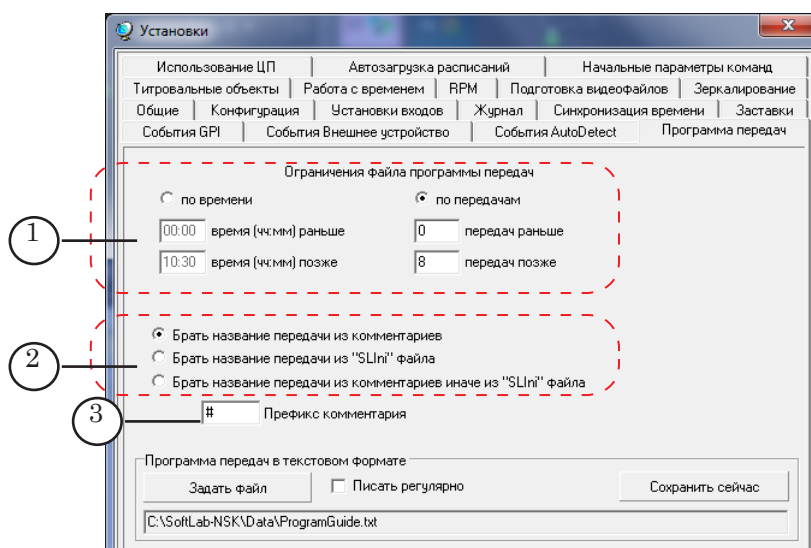 Установки
Использование ЦП Автозагрузка расписаний Начальные параметры команд
Титровальные объекты Работа с временем RPM Подготовка видеофайлов Зеркалирование
Общие Конфигурация Установки входов Журнал Синхронизация времени Заставки
События GPI События Внешнее устройство События AutoDetect Программа передач
Ограничения файла программы передач
по времени по передачам
1 00:00 время (чч:мм) раньше 0 передач раньше
10:30 время (чч:мм) позже 8 передач позже
Брать название передачи из комментариев
2 Брать название передачи из "SLIni" файла
Брать название передачи из комментариев иначе из "SLIni" файла
3 # Префикс комментария
Программа передач в текстовом формате
Задать файл Писать регулярно Сохранить сейчас
C:\SoftLab-NSK\Data\ProgramGuide.txt